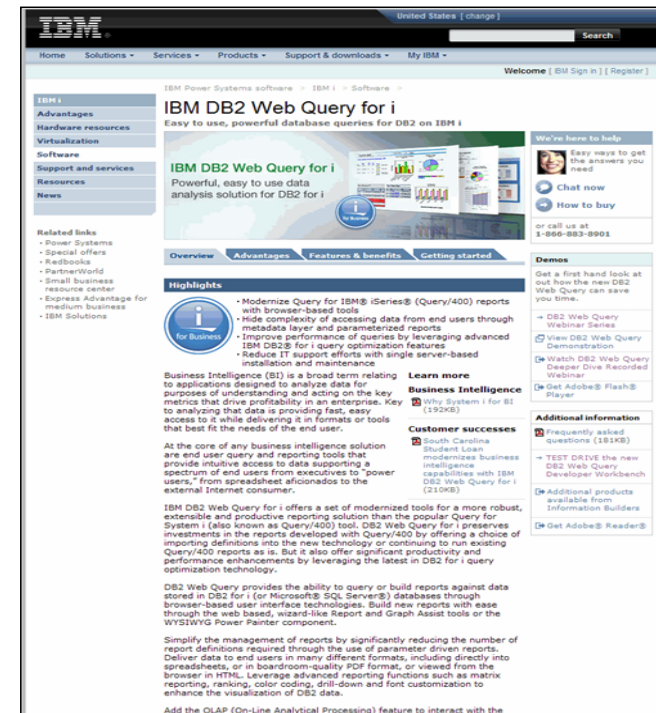 United States [ change ]
IBM®
Search
Home Solutions Services Products Support & downloads My IBM
Welcome [ IBM Sign in ] [ Register ]
IBM Power Systems software > IBM i > Software >
IBM DB2 Web Query for i
Easy to use, powerful database queries for DB2 on IBM i
IBM i
Advantages
Hardware resources
Virtualization
Software
Support and services
Resources
News
Related links
• Power Systems
• Special offers
• Redbooks
• PartnerWorld
• Small business
resource center
• Express Advantage for
medium business
• IBM Solutions
IBM DB2 Web Query for i
Powerful, easy to use data
analysis solution for DB2 for i
i
for Business
Overview Advantages Features & benefits Getting started
Highlights
i
for Business
• Modernize Query for IBM® iSeries® (Query/400) reports
with browser-based tools
• Hide complexity of accessing data from end users through
metadata layer and parameterized reports
• Improve performance of queries by leveraging advanced
IBM DB2® for i query optimization features
• Reduce IT support efforts with single server-based
installation and maintenance
Business Intelligence (BI) is a broad term relating
to applications designed to analyze data for
purposes of understanding and acting on the key
metrics that drive profitability in an enterprise. Key
to analyzing that data is providing fast, easy
access to it while delivering it in formats or tools
that best fit the needs of the end user.
At the core of any business intelligence solution
are end user query and reporting tools that
provide intuitive access to data supporting a
spectrum of end users from executives to "power
users," from spreadsheet aficionados to the
external Internet consumer.
Learn more
Business Intelligence
Why System i for BI
(192KB)
Customer successes
South Carolina
Student Loan
modernizes business
intelligence
capabilities with IBM
DB2 Web Query for i
(210KB)
IBM DB2 Web Query for i offers a set of modernized tools for a more robust,
extensible and productive reporting solution than the popular Query for
System i (also known as Query/400) tool. DB2 Web Query for i preserves
investments in the reports developed with Query/400 by offering a choice of
importing definitions into the new technology or continuing to run existing
Query/400 reports as is. But it also offer significant productivity and
performance enhancements by leveraging the latest in DB2 for i query
optimization technology.
DB2 Web Query provides the ability to query or build reports against data
stored in DB2 for i (or Microsoft® SQL Server®) databases through
browser-based user interface technologies. Build new reports with ease
through the web based, wizard-like Report and Graph Assist tools or the
WYSIWYG Power Painter component.
Simplify the management of reports by significantly reducing the number of
report definitions required through the use of parameter driven reports.
Deliver data to end users in many different formats, including directly into
spreadsheets, or in boardroom-quality PDF format, or viewed from the
browser in HTML. Leverage advanced reporting functions such as matrix
reporting, ranking, color coding, drill-down and font customization to
enhance the visualization of DB2 data.
Add the OLAP (On-Line Analytical Processing) feature to interact with the
We're here to help
Easy ways to get
the answers you
need
Chat now
How to buy
or call us at
1-866-883-8901
Demos
Get a first hand look at
out how the new DB2
Web Query can save
you time.
→ DB2 Web Query
Webinar Series
View DB2 Web Query
Demonstration
Watch DB2 Web Query
Deeper Dive Recorded
Webinar
Get Adobe® Flash®
Player
Additional information
Frequently asked
questions (181KB)
→ TEST DRIVE the new
DB2 Web Query
Developer Workbench
Additional products
available from
Information Builders
Get Adobe® Reader®